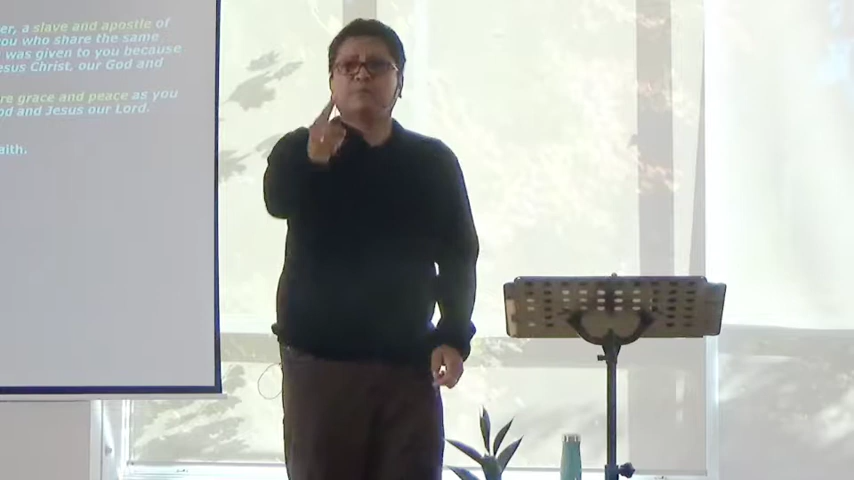 er, a slave and apostle of
you who share the same
was given to you because
esus Christ, our God and
re grace and peace as you
od and Jesus our Lord.
aith.